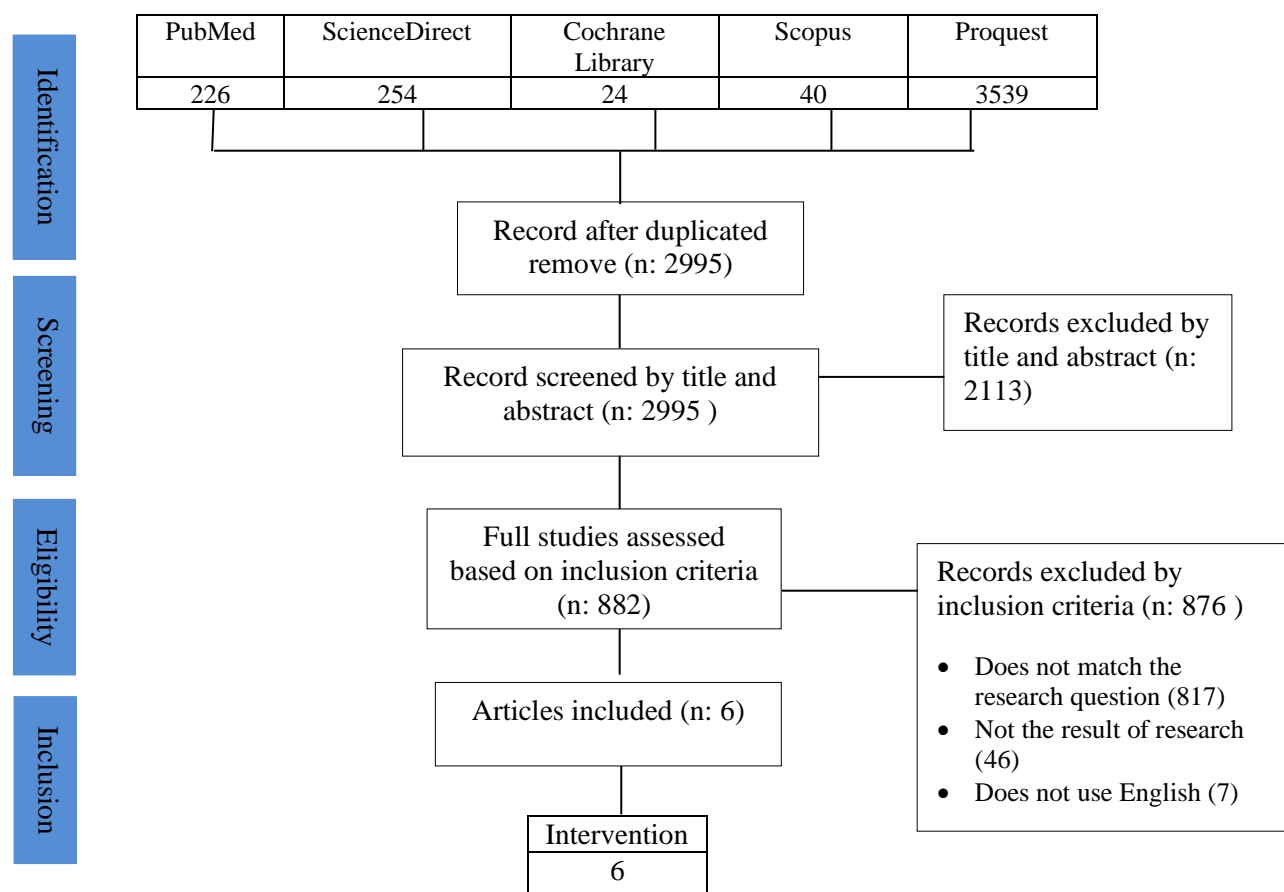 PubMed
ScienceDirect
Cochrane
Library
Scopus
Proquest
226
254
24
40
3539
Identification
Record after duplicated
remove (n: 2995)
Screening
Record screened by title and
abstract (n: 2995 )
Records excluded by
title and abstract (n:
2113)
Eligibility
Full studies assessed
based on inclusion criteria
(n: 882)
Records excluded by
inclusion criteria (n: 876 )
• Does not match the
research question (817)
• Not the result of research
(46)
• Does not use English (7)
Inclusion
Articles included (n: 6)
Intervention
6